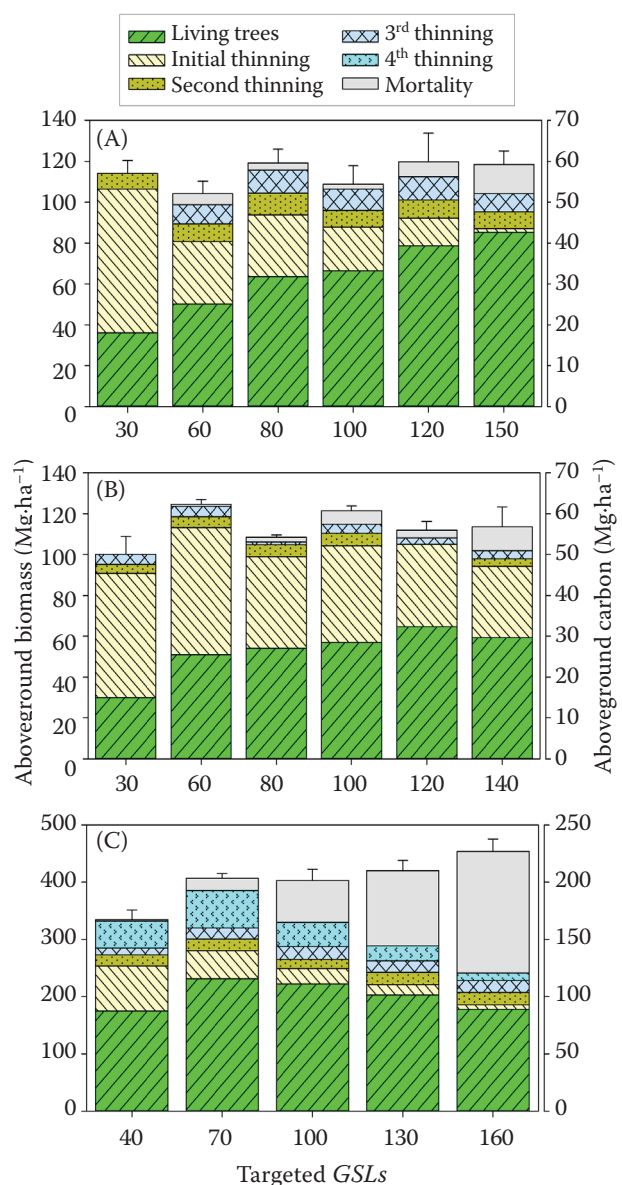 Living trees
3rd thinning
Initial thinning
4th thinning
Second thinning
Mortality
(A)
140
120
100
80
60
40
20
0
70
60
50
40
30
20
10
0
30 60 80 100 120 150
(B)
140
120
100
80
60
40
20
0
70
60
50
40
30
20
10
0
30 60 80 100 120 140
Aboveground biomass (Mg·ha⁻¹)
Aboveground carbon (Mg·ha⁻¹)
(C)
500
400
300
200
100
0
250
200
150
100
50
0
40 70 100 130 160
Targeted GSLs